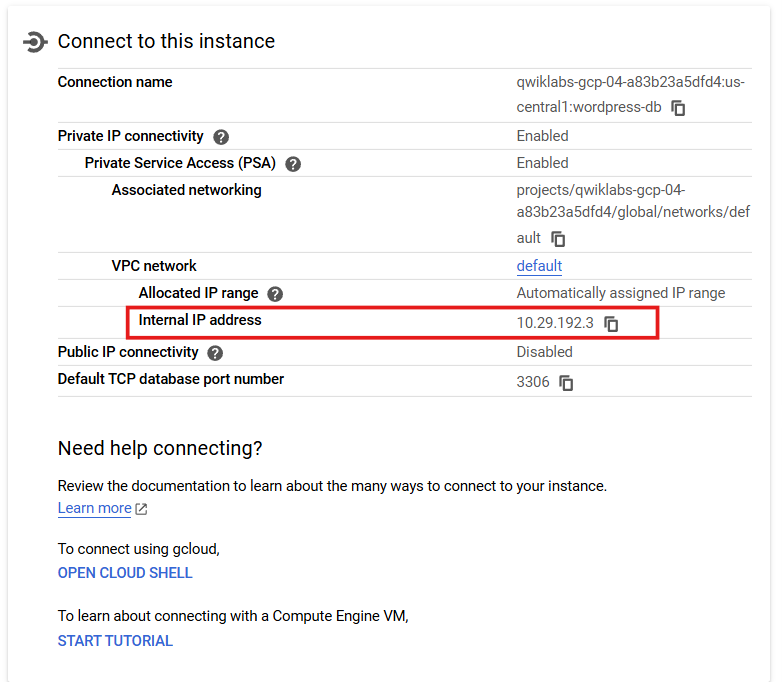 Connect to this instance
Connection name
qwiklabs-gcp-04-a83b23a5dfd4:us-
central1:wordpress-db
Private IP connectivity
Enabled
Private Service Access (PSA)
Enabled
Associated networking
projects/qwiklabs-gcp-04-
a83b23a5dfd4/global/networks/def
ault
VPC network
default
Allocated IP range
Automatically assigned IP range
Internal IP address
10.29.192.3
Public IP connectivity
Disabled
Default TCP database port number
3306
Need help connecting?
Review the documentation to learn about the many ways to connect to your instance.
Learn more
To connect using gcloud,
OPEN CLOUD SHELL
To learn about connecting with a Compute Engine VM,
START TUTORIAL